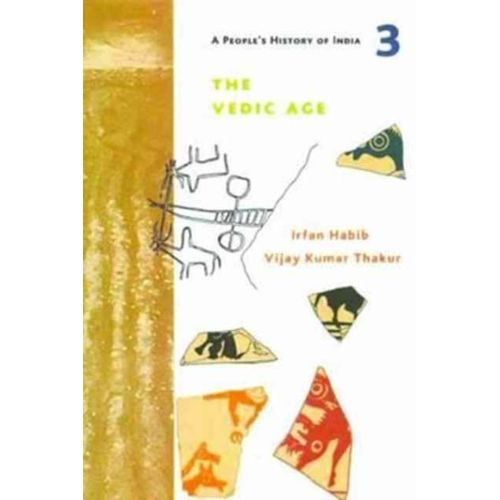 A People's History of India 3
THE
VEDIC AGE
Irfan Habib
Vijay Kumar Thakur